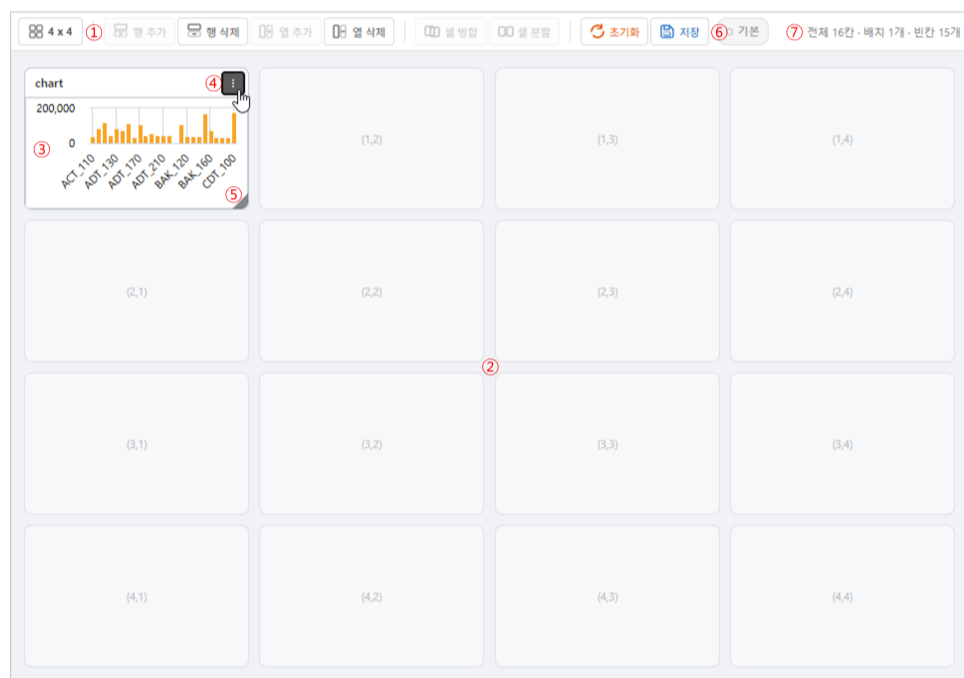 4 x 4 ① 행 추가 행 삭제 열 추가 열 삭제 셀 병합 셀 분할 초기화 저장 ⑥ 기본 ⑦ 전체 16칸 · 배치 1개 · 빈칸 15개
chart ④
200,000
③ 0
ACT_110 ADT_130 ADT_170 ADT_210 BAK_120 BAK_160 CDT_100
⑤
(1,2) (1,3) (1,4)
(2,1) (2,2) (2,3) (2,4)
②
(3,1) (3,2) (3,3) (3,4)
(4,1) (4,2) (4,3) (4,4)